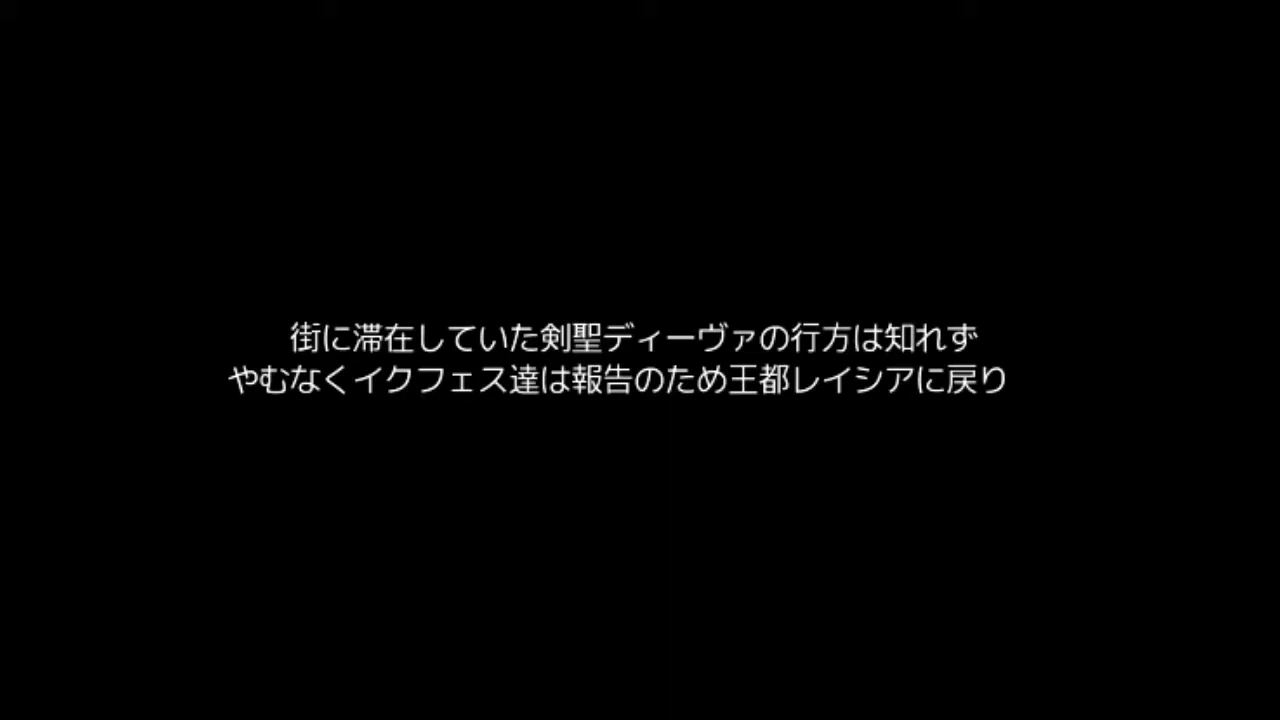 街に滞在していた剣聖ディーヴァの行方は知れず
やむなくイクフェス達は報告のため王都レイシアに戻り